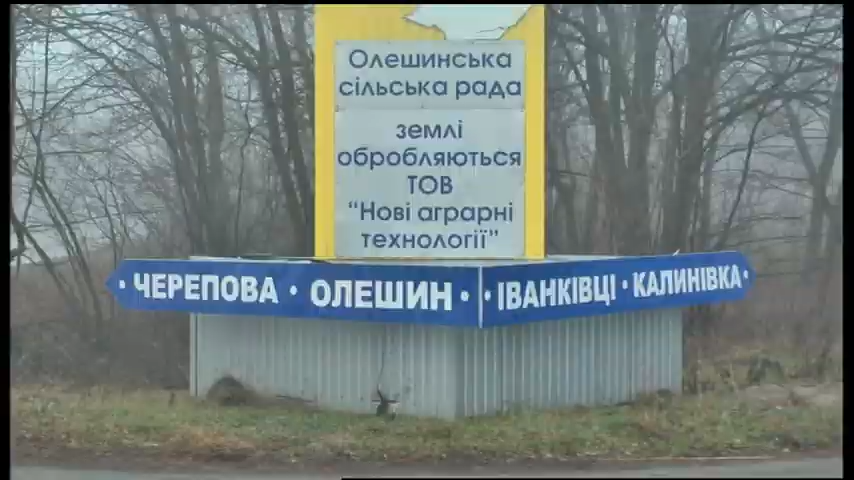 Олешинська
сільська рада
землі
обробляються
ТОВ
“Нові аграрні
технології”
• ЧЕРЕПОВА • ОЛЕШИН •
• ІВАНКІВЦІ • КАЛИНІВКА •